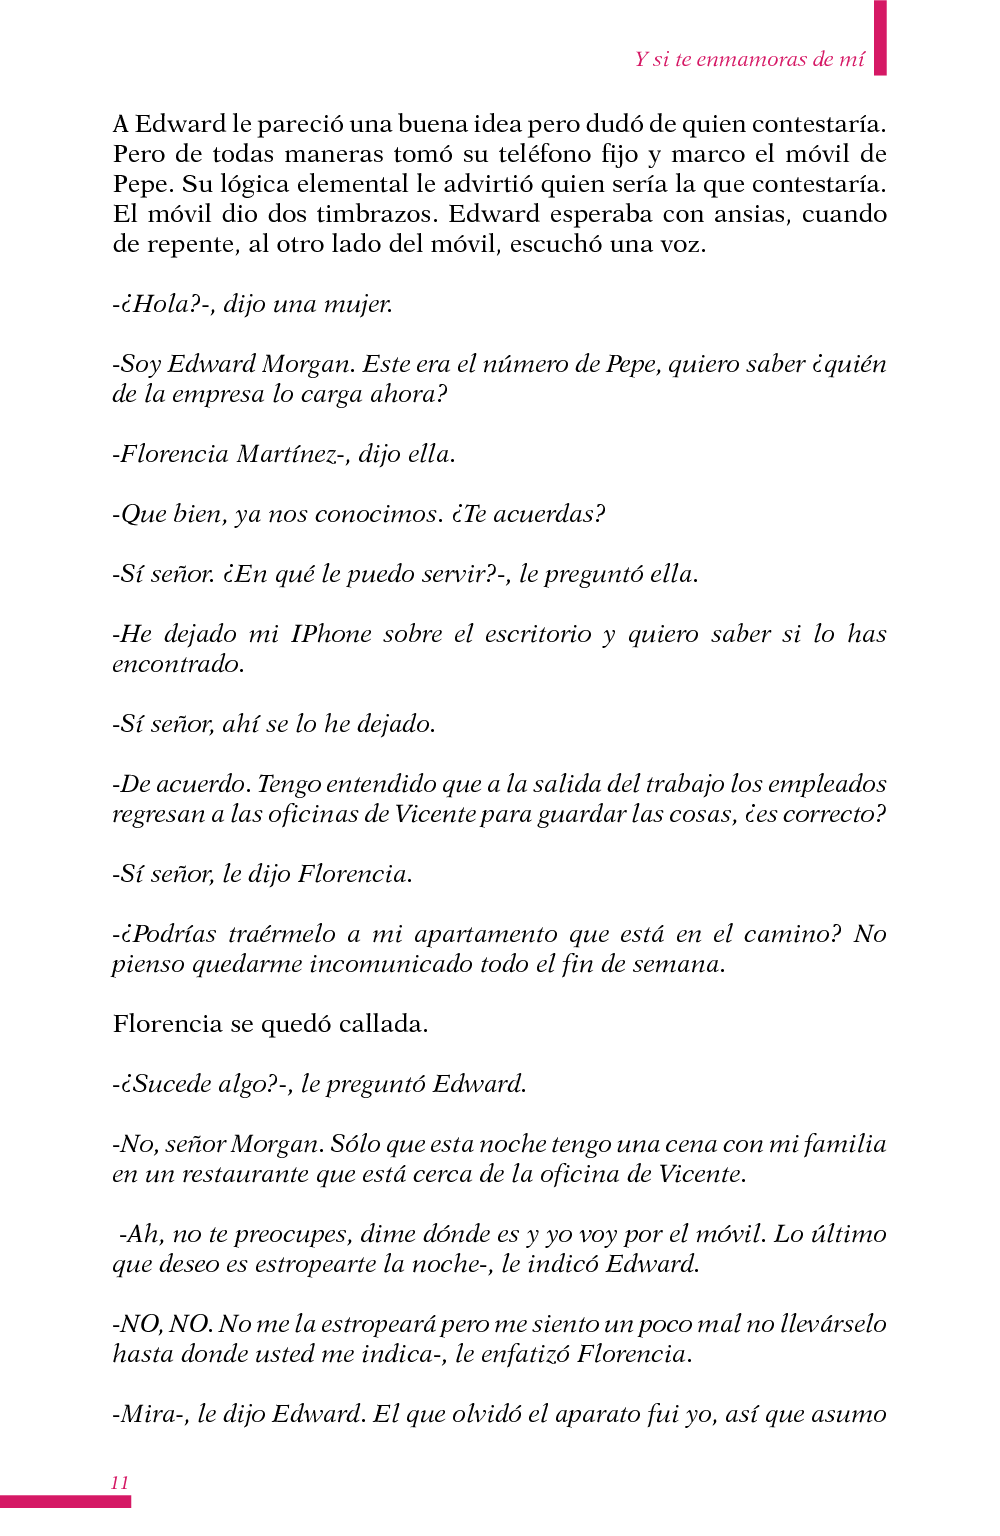 Y si te enmamoras de mí
A Edward le pareció una buena idea pero dudó de quien contestaría.
Pero de todas maneras tomó su teléfono fijo y marco el móvil de
Pepe. Su lógica elemental le advirtió quien sería la que contestaría.
El móvil dio dos timbrazos. Edward esperaba con ansias, cuando
de repente, al otro lado del móvil, escuchó una voz.
-¿Hola?-, dijo una mujer.
-Soy Edward Morgan. Este era el número de Pepe, quiero saber ¿quién
de la empresa lo carga ahora?
-Florencia Martínez-, dijo ella.
-Que bien, ya nos conocimos. ¿Te acuerdas?
-Sí señor. ¿En qué le puedo servir?-, le preguntó ella.
-He dejado mi IPhone sobre el escritorio y quiero saber si lo has
encontrado.
-Sí señor, ahí se lo he dejado.
-De acuerdo. Tengo entendido que a la salida del trabajo los empleados
regresan a las oficinas de Vicente para guardar las cosas, ¿es correcto?
-Sí señor, le dijo Florencia.
-¿Podrías traérmelo a mi apartamento que está en el camino? No
pienso quedarme incomunicado todo el fin de semana.
Florencia se quedó callada.
-¿Sucede algo?-, le preguntó Edward.
-No, señor Morgan. Sólo que esta noche tengo una cena con mi familia
en un restaurante que está cerca de la oficina de Vicente.
-Ah, no te preocupes, dime dónde es y yo voy por el móvil. Lo último
que deseo es estropearte la noche-, le indicó Edward.
-NO, NO. No me la estropeará pero me siento un poco mal no llevárselo
hasta donde usted me indica-, le enfatizó Florencia.
-Mira-, le dijo Edward. El que olvidó el aparato fui yo, así que asumo
11